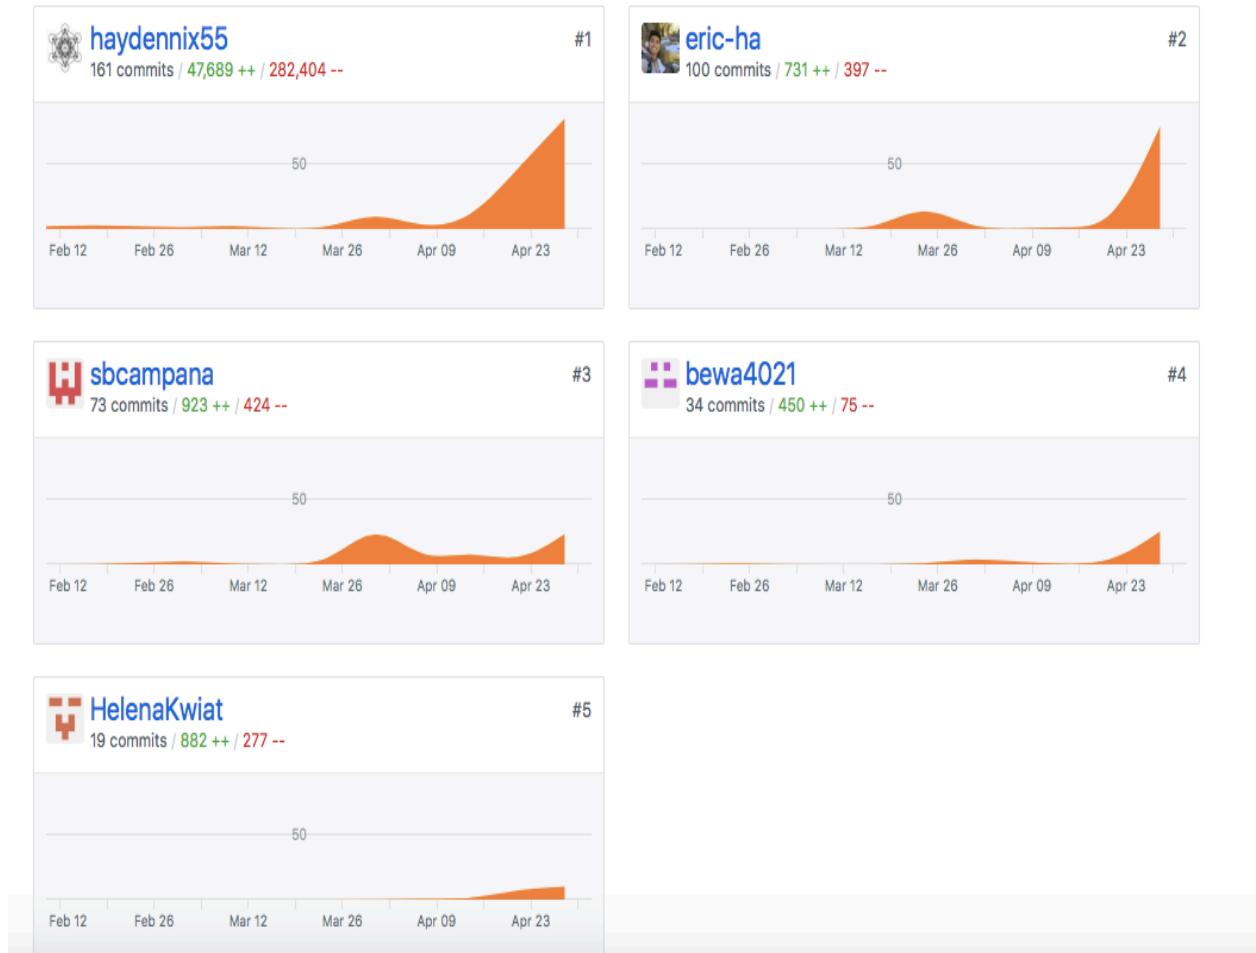 haydennix55 #1
161 commits / 47,689 ++ / 282,404 --
50
Feb 12 Feb 26 Mar 12 Mar 26 Apr 09 Apr 23
eric-ha #2
100 commits / 731 ++ / 397 --
50
Feb 12 Feb 26 Mar 12 Mar 26 Apr 09 Apr 23
sbcampana #3
73 commits / 923 ++ / 424 --
50
Feb 12 Feb 26 Mar 12 Mar 26 Apr 09 Apr 23
bewa4021 #4
34 commits / 450 ++ / 75 --
50
Feb 12 Feb 26 Mar 12 Mar 26 Apr 09 Apr 23
HelenaKwiat #5
19 commits / 882 ++ / 277 --
50
Feb 12 Feb 26 Mar 12 Mar 26 Apr 09 Apr 23